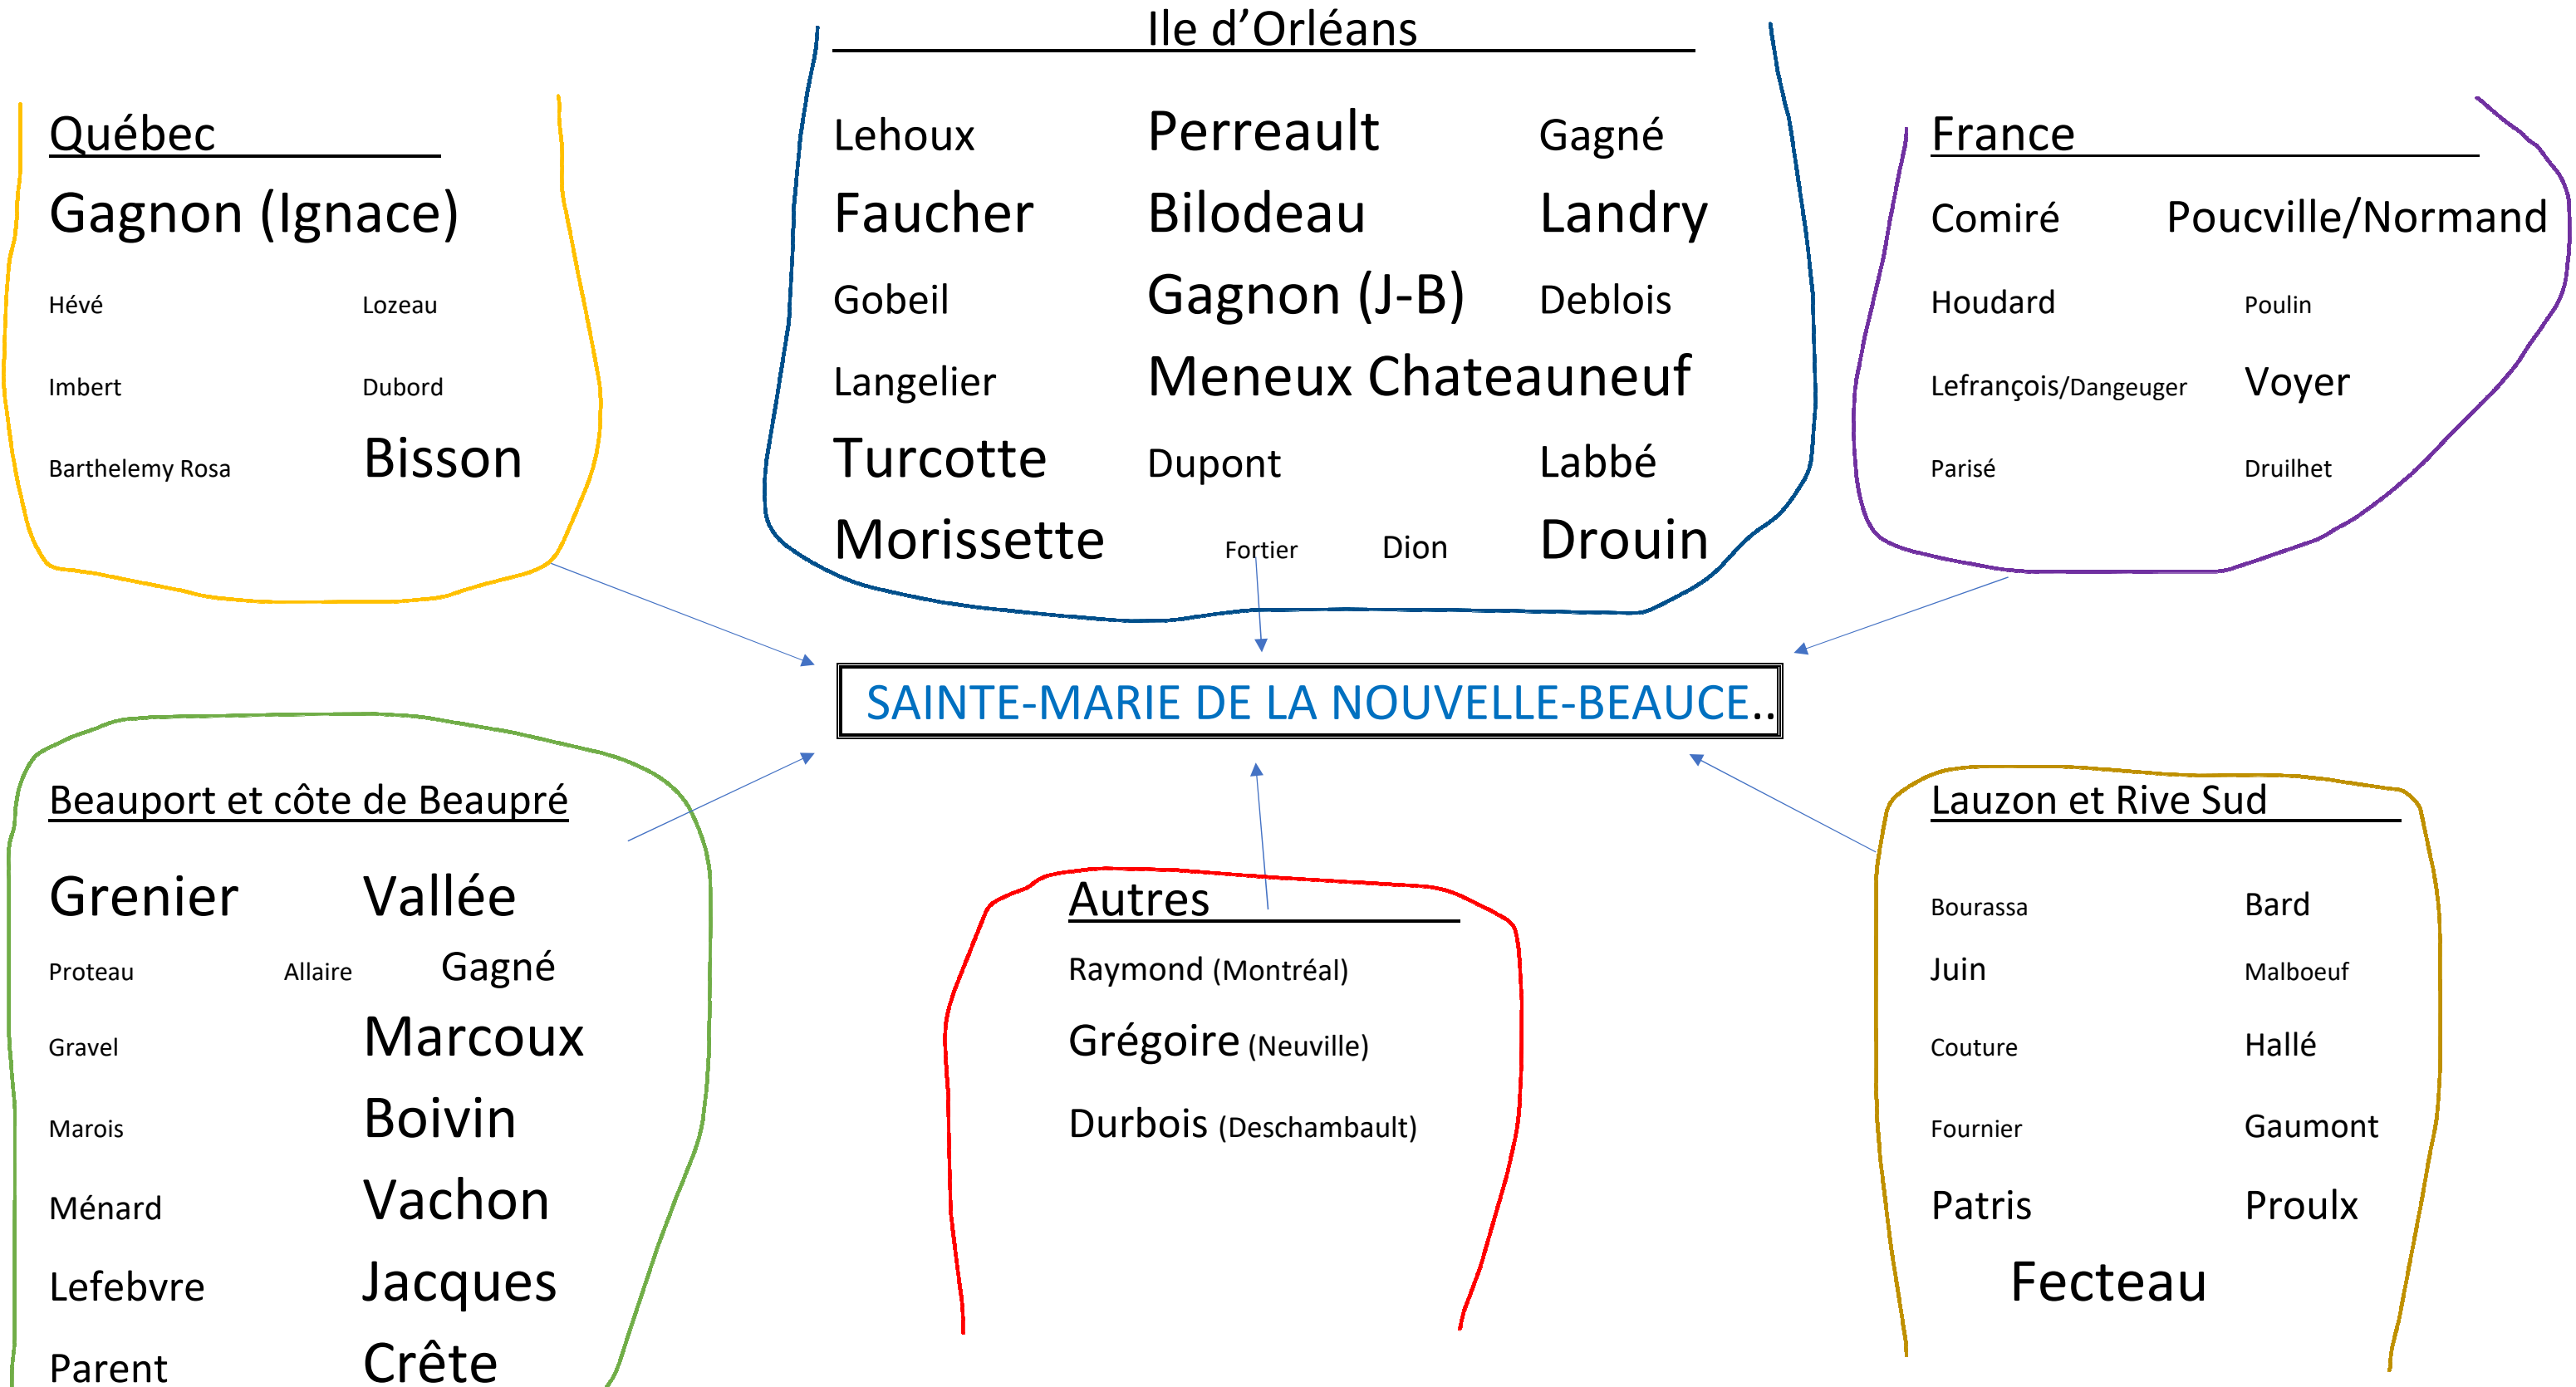 Ile d’Orléans
Lehoux Perreault Gagné
Faucher Bilodeau Landry
Gobeil Gagnon (J-B) Deblois
Langelier Meneux Chateauneuf
Turcotte Dupont Labbé
Morissette Fortier Dion Drouin
Québec
Gagnon (Ignace)
Hévé Lozeau
Imbert Dubord
Barthelemy Rosa Bisson
France
Comiré Poucville/Normand
Houdard Poulin
Lefrançois/Dangeuger Voyer
Parisé Druilhet
SAINTE-MARIE DE LA NOUVELLE-BEAUCE..
Beauport et côte de Beaupré
Grenier Vallée
Proteau Allaire Gagné
Gravel Marcoux
Marois Boivin
Ménard Vachon
Lefebvre Jacques
Parent Crête
Autres
Raymond (Montréal)
Grégoire (Neuville)
Durbois (Deschambault)
Lauzon et Rive Sud
Bourassa Bard
Juin Malboeuf
Couture Hallé
Fournier Gaumont
Patris Proulx
Fecteau